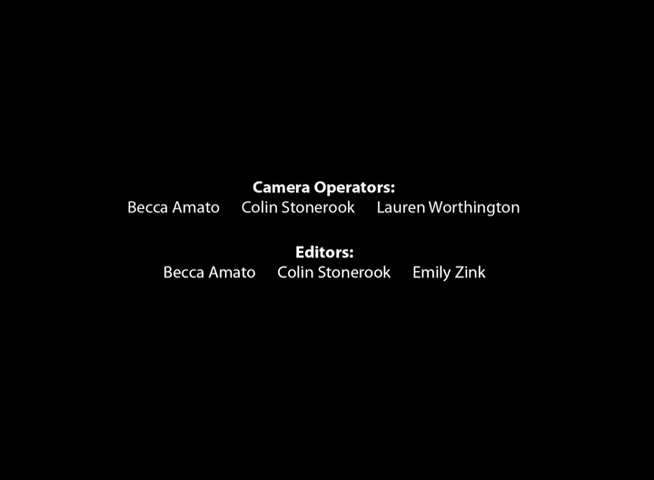 Camera Operators:
Becca Amato Colin Stonerook Lauren Worthington
Editors:
Becca Amato Colin Stonerook Emily Zink